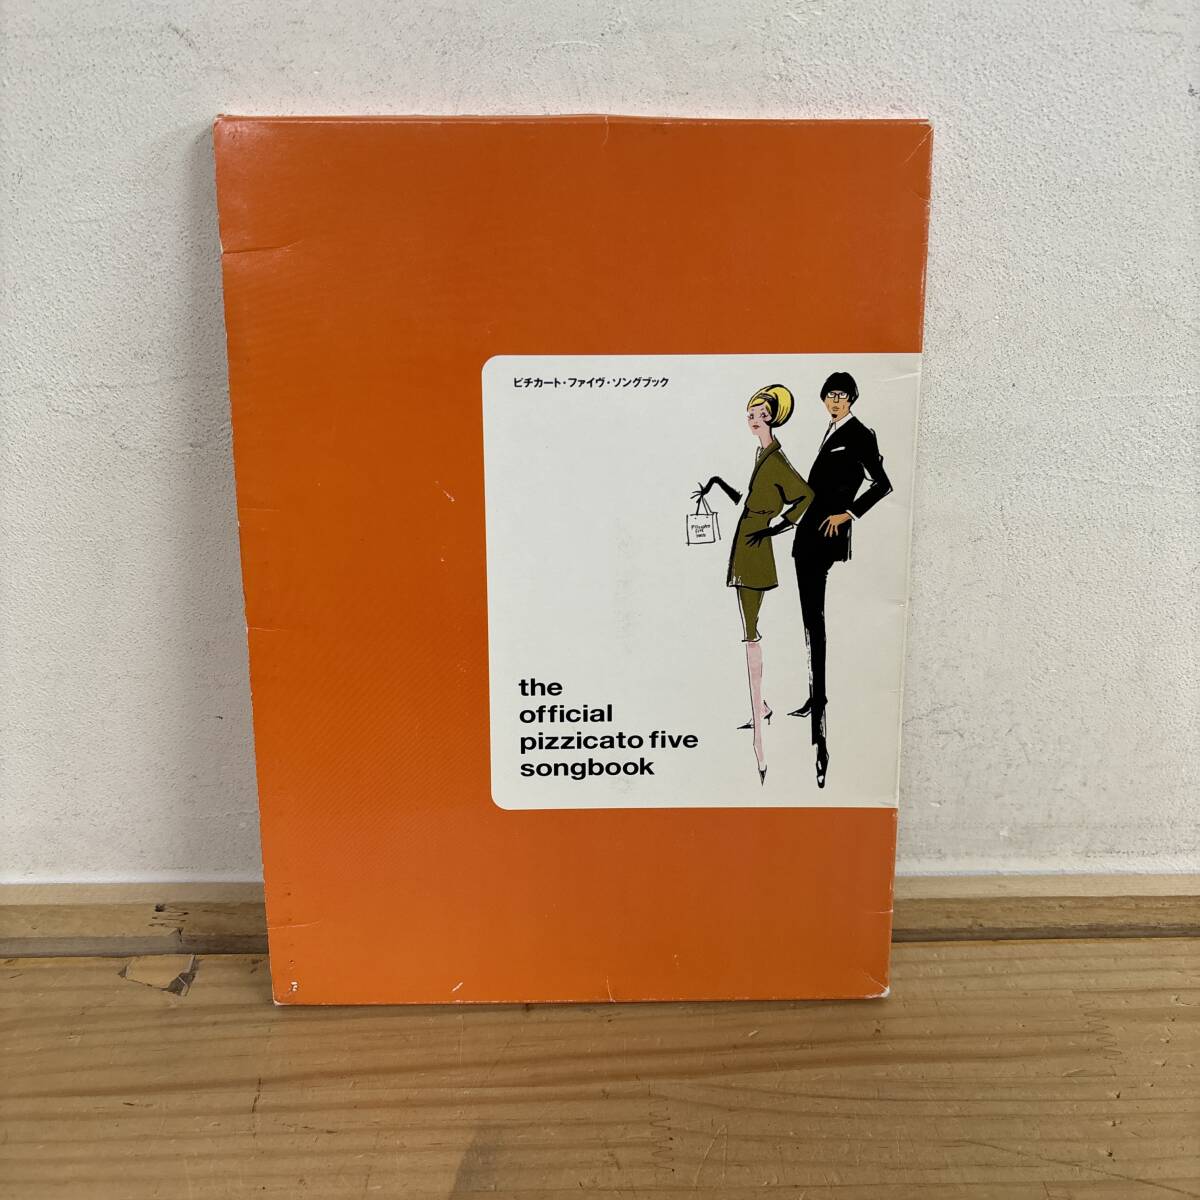 ピチカート・ファイヴ・ソングブック
the
official
pizzicato five
songbook